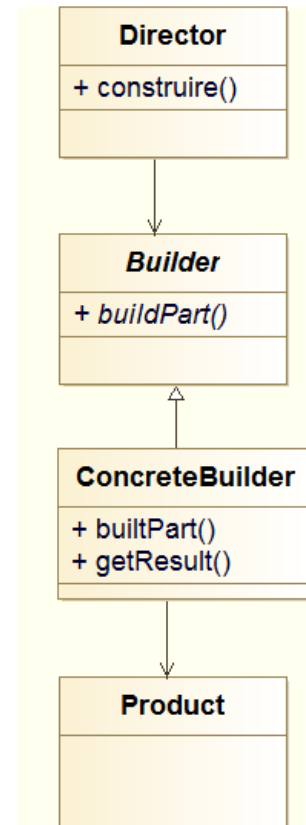 Director
+ construire()
Builder
+ buildPart()
ConcreteBuilder
+ builtPart()
+ getResult()
Product